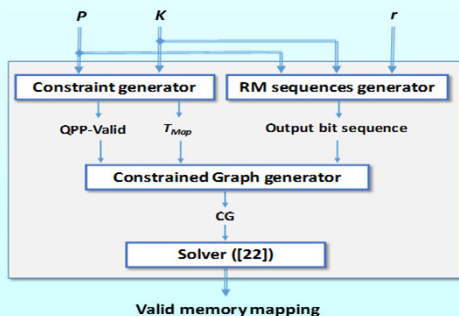 P K r
Constraint generator RM sequences generator
QPP-Valid TMap Output bit sequence
Constrained Graph generator
CG
Solver ([22])
Valid memory mapping